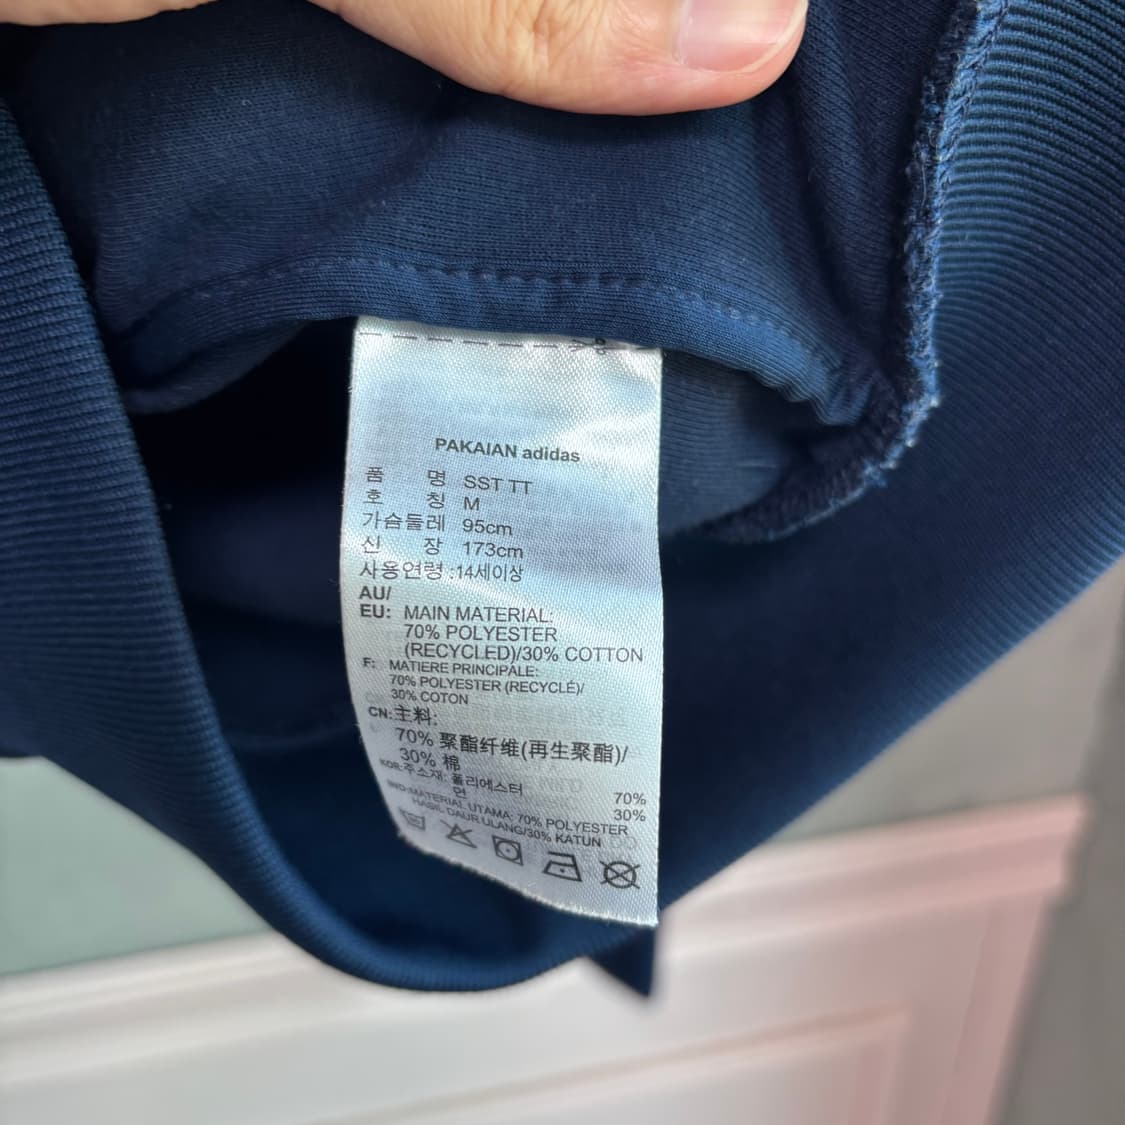 PAKAIAN adidas
품 명 SST TT
호 칭 M
가슴둘레 95cm
신 장 173cm
사용연령 :14세이상
AU/
EU: MAIN MATERIAL:
70% POLYESTER
(RECYCLED)/30% COTTON
F: MATIERE PRINCIPALE:
70% POLYESTER (RECYCLÉ)/
30% COTON
CN:主料:
70% 聚酯纤维(再生聚酯)/
30% 棉
KOR:주소재: 폴리에스터 70%
면 30%
IND:MATERIAL UTAMA: 70% POLYESTER
HASIL DAUR ULANG/30% KATUN